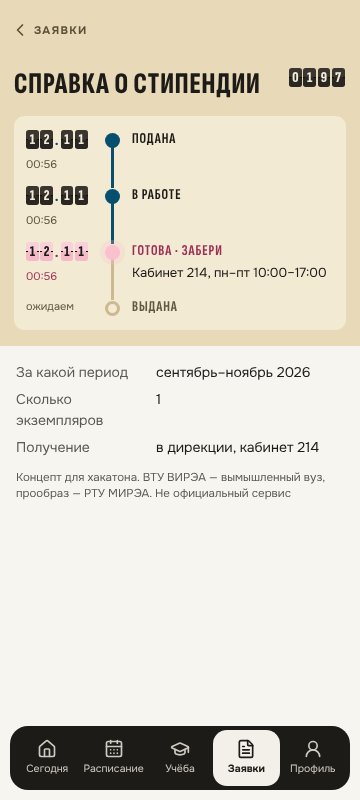 ЗАЯВКИ
СПРАВКА О СТИПЕНДИИ
0197
12.11
ПОДАНА
00:56
12.11
В РАБОТЕ
00:56
12.11
ГОТОВА · ЗАБЕРИ
00:56
Кабинет 214, пн–пт 10:00–17:00
ожидаем
ВЫДАНА
За какой период
сентябрь–ноябрь 2026
Сколько
экземпляров
1
Получение
в дирекции, кабинет 214
Концепт для хакатона. ВТУ ВИРЭА — вымышленный вуз,
прообраз — РТУ МИРЭА. Не официальный сервис
Сегодня
Расписание
Учёба
Заявки
Профиль